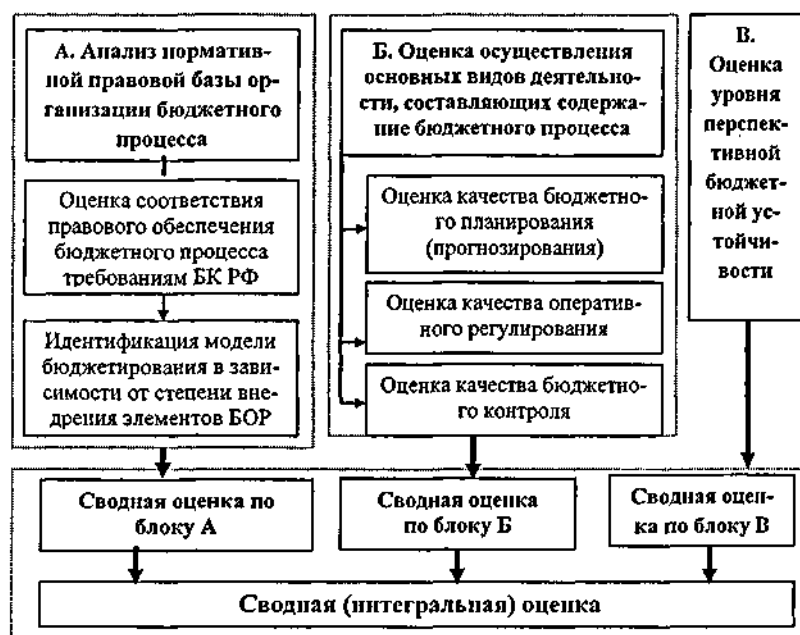 А. Анализ норматив-
ной правовой базы ор-
ганизации бюджетного
процесса
Оценка соответствия
правового обеспечения
бюджетного процесса
требованиям БК РФ
Идентификация модели
бюджетирования в зави-
симости от степени вне-
дрения элементов БОР
Б. Оценка осуществления
основных видов деятельно-
сти, составляющих содержа-
ние бюджетного процесса
Оценка качества бюджетно-
го планирования
(прогнозирования)
Оценка качества оператив-
ного регулирования
Оценка качества бюджетно-
го контроля
В.
Оценка
уровня
перспек-
тивной
бюджет-
ной ус-
тойчи-
вости
Сводная оценка по
блоку А
Сводная оценка
по блоку Б
Сводная оцен-
ка по блоку В
Сводная (интегральная) оценка